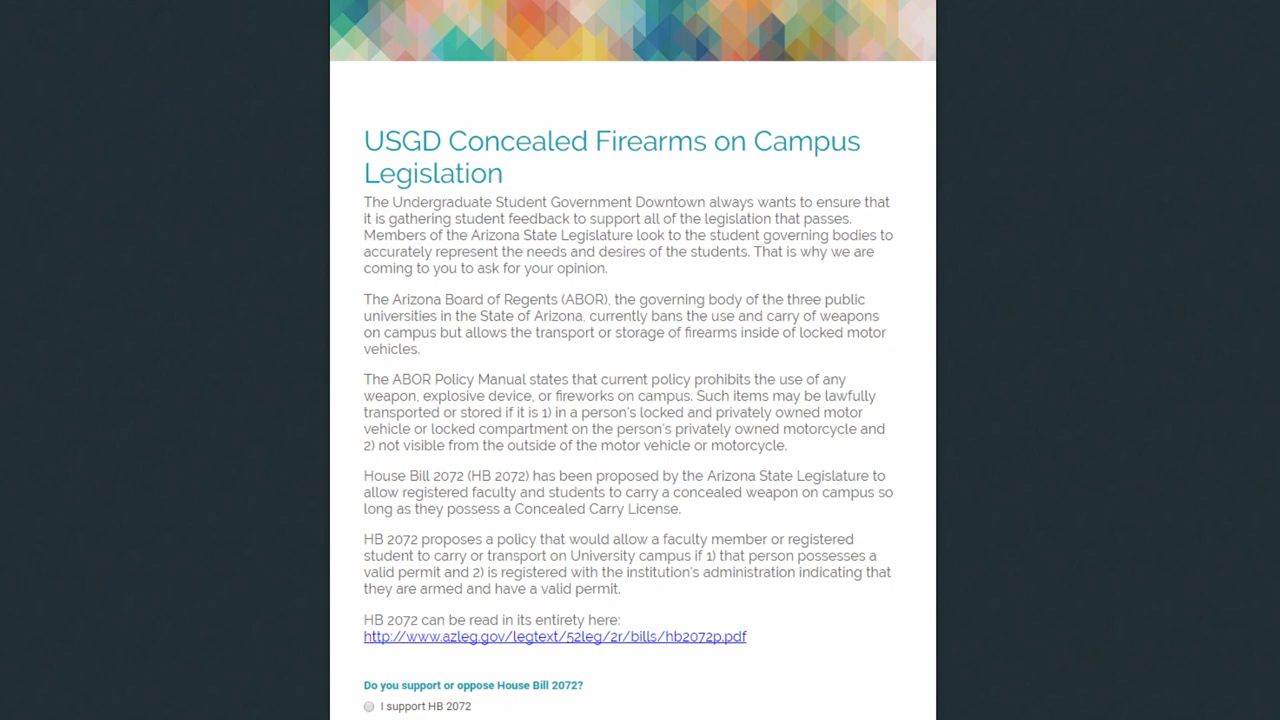 USGD Concealed Firearms on Campus
Legislation
The Undergraduate Student Government Downtown always wants to ensure that
it is gathering student feedback to support all of the legislation that passes.
Members of the Arizona State Legislature look to the student governing bodies to
accurately represent the needs and desires of the students. That is why we are
coming to you to ask for your opinion.
The Arizona Board of Regents (ABOR), the governing body of the three public
universities in the State of Arizona, currently bans the use and carry of weapons
on campus but allows the transport or storage of firearms inside of locked motor
vehicles.
The ABOR Policy Manual states that current policy prohibits the use of any
weapon, explosive device, or fireworks on campus. Such items may be lawfully
transported or stored if it is 1) in a person's locked and privately owned motor
vehicle or locked compartment on the person's privately owned motorcycle and
2) not visible from the outside of the motor vehicle or motorcycle.
House Bill 2072 (HB 2072) has been proposed by the Arizona State Legislature to
allow registered faculty and students to carry a concealed weapon on campus so
long as they possess a Concealed Carry License.
HB 2072 proposes a policy that would allow a faculty member or registered
student to carry or transport on University campus if 1) that person possesses a
valid permit and 2) is registered with the institution's administration indicating that
they are armed and have a valid permit.
HB 2072 can be read in its entirety here:
http://www.azleg.gov/legtext/52leg/2r/bills/hb2072p.pdf
Do you support or oppose House Bill 2072?
I support HB 2072